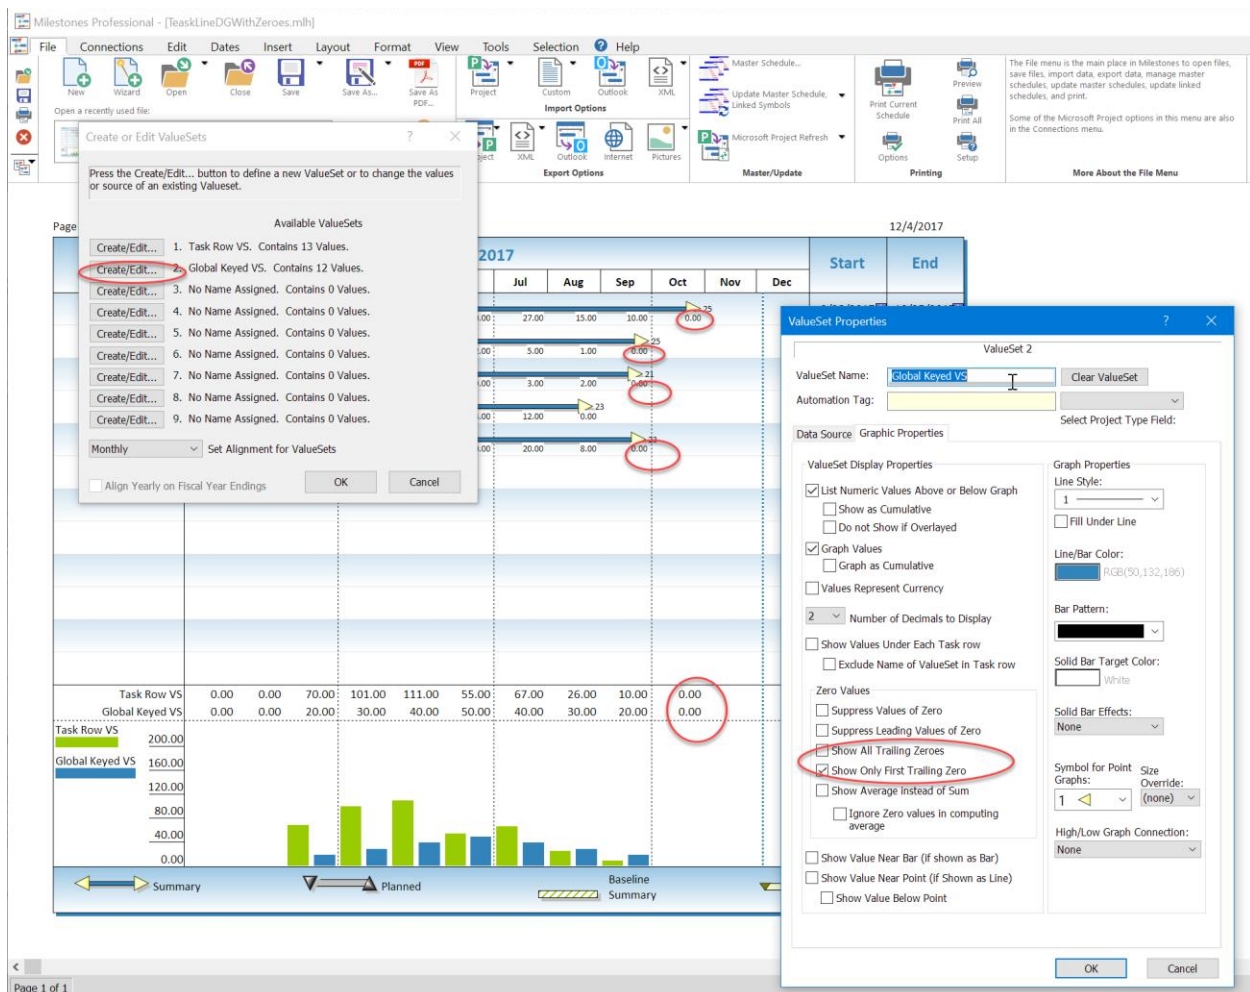 Milestones Professional - [TeaskLineDGWithZeroes.mlh]
File Connections Edit Dates Insert Layout Format View Tools Selection Help
New Wizard Open Close Save Save As... Save As PDF... Project Custom Outlook XML
Open a recently used file:
Import Options
XML Outlook Internet Pictures
Export Options
Master Schedule...
Update Master Schedule, Linked Symbols
Microsoft Project Refresh
Master/Update
Print Current Schedule
Preview
Print All
Options Setup
Printing
The File menu is the main place in Milestones to open files,
save files, import data, export data, manage master
schedules, update master schedules, update linked
schedules, and print.
Some of the Microsoft Project options in this menu are also
in the Connections menu.
More About the File Menu
Create or Edit ValueSets ? X
Press the Create/Edit... button to define a new ValueSet or to change the values
or source of an existing Valueset.
Available ValueSets
Create/Edit... 1. Task Row VS. Contains 13 Values.
Create/Edit... 2. Global Keyed VS. Contains 12 Values.
Create/Edit... 3. No Name Assigned. Contains 0 Values.
Create/Edit... 4. No Name Assigned. Contains 0 Values.
Create/Edit... 5. No Name Assigned. Contains 0 Values.
Create/Edit... 6. No Name Assigned. Contains 0 Values.
Create/Edit... 7. No Name Assigned. Contains 0 Values.
Create/Edit... 8. No Name Assigned. Contains 0 Values.
Create/Edit... 9. No Name Assigned. Contains 0 Values.
Monthly Set Alignment for ValueSets
Align Yearly on Fiscal Year Endings OK Cancel
Page 12/4/2017
2017 Start End
Jul Aug Sep Oct Nov Dec
25
27.00 15.00 10.00 0.00
25
5.00 1.00 0.00
21
3.00 2.00 0.00
23
12.00 0.00
23
20.00 8.00 0.00
Task Row VS 0.00 0.00 70.00 101.00 111.00 55.00 67.00 26.00 10.00 0.00
Global Keyed VS 0.00 0.00 20.00 30.00 40.00 50.00 40.00 30.00 20.00 0.00
Task Row VS
200.00
Global Keyed VS 160.00
120.00
80.00
40.00
0.00
Summary Planned Baseline Summary
ValueSet Properties ? X
ValueSet 2
ValueSet Name: Global Keyed VS Clear ValueSet
Automation Tag:
Select Project Type Field:
Data Source Graphic Properties
ValueSet Display Properties
List Numeric Values Above or Below Graph
Show as Cumulative
Do not Show if Overlayed
Graph Values
Graph as Cumulative
Values Represent Currency
2 Number of Decimals to Display
Show Values Under Each Task row
Exclude Name of ValueSet in Task row
Zero Values
Suppress Values of Zero
Suppress Leading Values of Zero
Show All Trailing Zeroes
Show Only First Trailing Zero
Show Average instead of Sum
Ignore Zero values in computing
average
Show Value Near Bar (if shown as Bar)
Show Value Near Point (if Shown as Line)
Show Value Below Point
Graph Properties
Line Style:
1
Fill Under Line
Line/Bar Color:
RGB(50,132,186)
Bar Pattern:
Solid Bar Target Color:
White
Solid Bar Effects:
None
Symbol for Point Graphs:
Size Override:
1 (none)
High/Low Graph Connection:
None
OK Cancel
Page 1 of 1